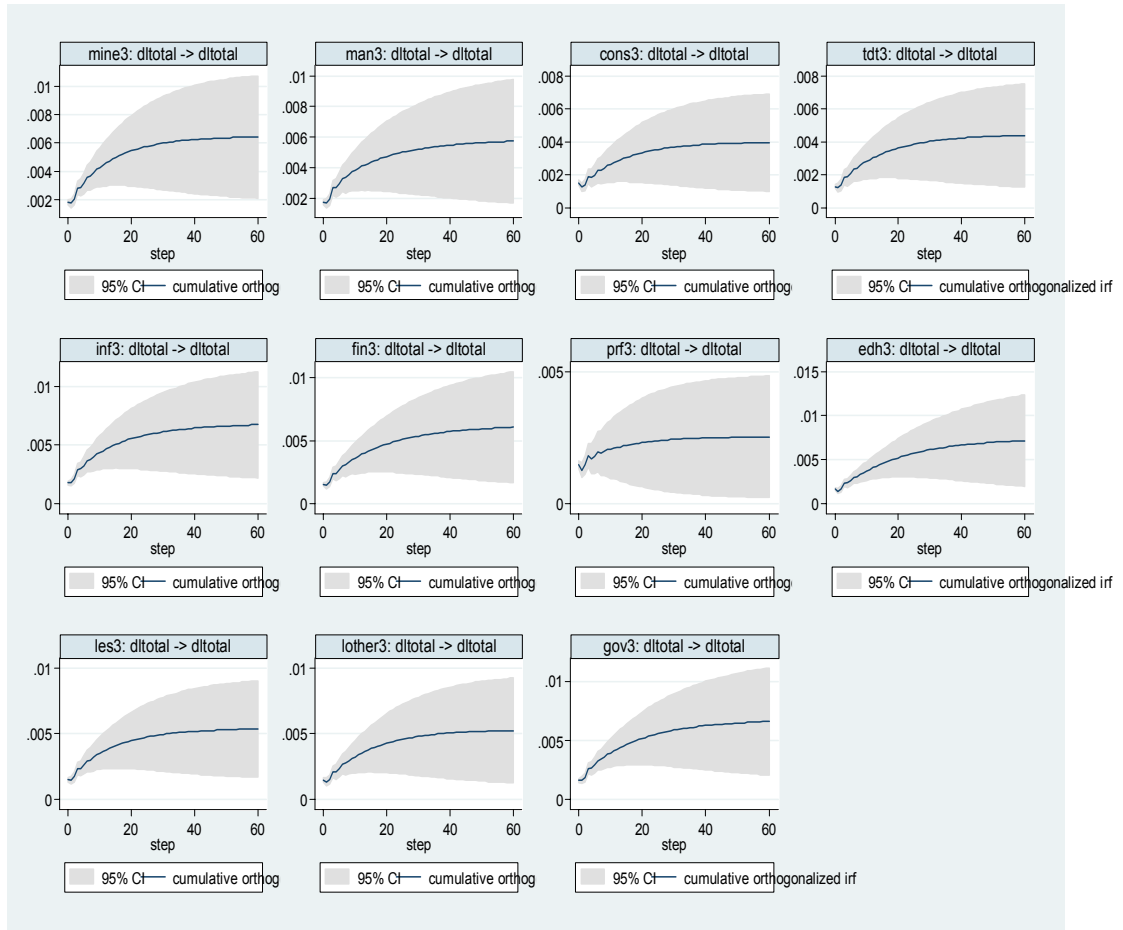 mine3: dltotal -> dltotal
.01
.008
.006
.004
.002
0 20 40 60
step
95% CI cumulative orthog
man3: dltotal -> dltotal
.01
.008
.006
.004
.002
0 20 40 60
step
95% CI cumulative orthog
cons3: dltotal -> dltotal
.008
.006
.004
.002
0
0 20 40 60
step
95% CI cumulative orthog
tdt3: dltotal -> dltotal
.008
.006
.004
.002
0
0 20 40 60
step
95% CI cumulative orthogonalized irf
inf3: dltotal -> dltotal
.01
.005
0
0 20 40 60
step
95% CI cumulative orthog
fin3: dltotal -> dltotal
.01
.005
0
0 20 40 60
step
95% CI cumulative orthog
prf3: dltotal -> dltotal
.005
0
0 20 40 60
step
95% CI cumulative orthog
edh3: dltotal -> dltotal
.015
.01
.005
0
0 20 40 60
step
95% CI cumulative orthogonalized irf
les3: dltotal -> dltotal
.01
.005
0
0 20 40 60
step
95% CI cumulative orthog
lother3: dltotal -> dltotal
.01
.005
0
0 20 40 60
step
95% CI cumulative orthog
gov3: dltotal -> dltotal
.01
.005
0
0 20 40 60
step
95% CI cumulative orthogonalized irf